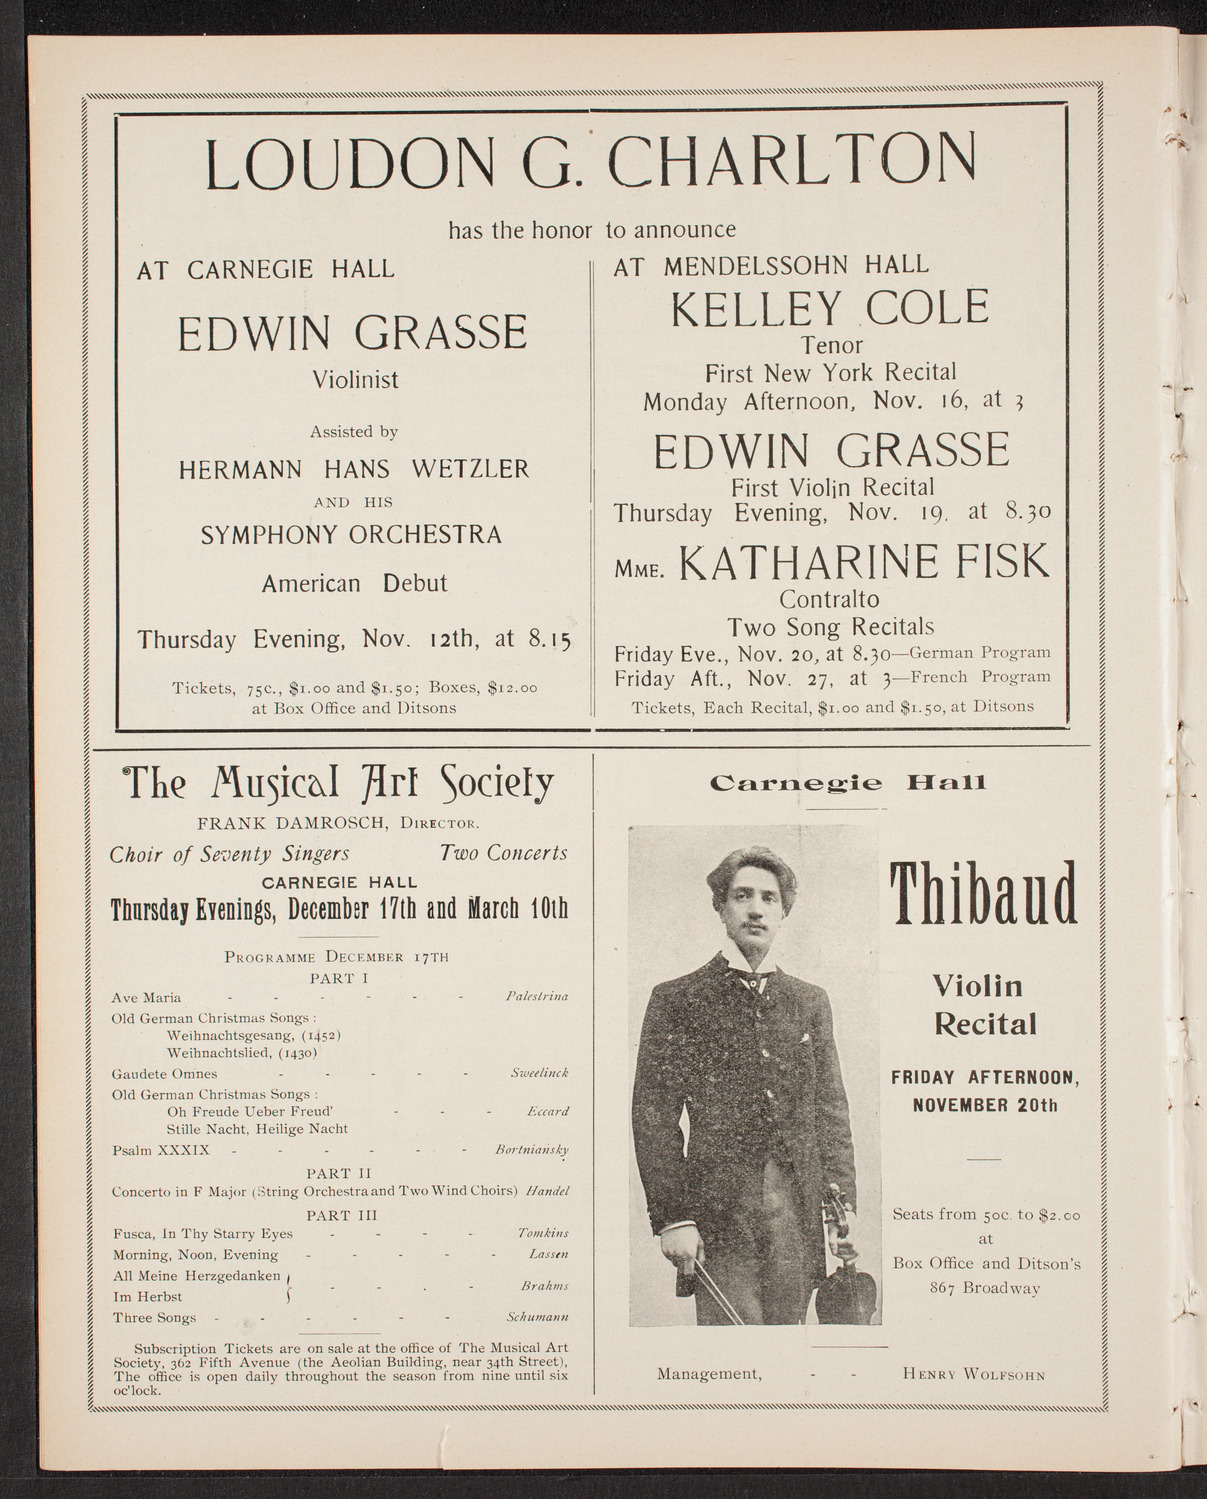 LOUDON G. CHARLTON
has the honor to announce
AT CARNEGIE HALL
EDWIN GRASSE
Violinist
Assisted by
HERMANN HANS WETZLER
AND HIS
SYMPHONY ORCHESTRA
American Debut
Thursday Evening, Nov. 12th, at 8.15
Tickets, 75c., $1.00 and $1.50; Boxes, $12.00
at Box Office and Ditsons
AT MENDELSSOHN HALL
KELLEY COLE
Tenor
First New York Recital
Monday Afternoon, Nov. 16, at 3
EDWIN GRASSE
First Violin Recital
Thursday Evening, Nov. 19, at 8.30
MME. KATHARINE FISK
Contralto
Two Song Recitals
Friday Eve., Nov. 20, at 8.30—German Program
Friday Aft., Nov. 27, at 3—French Program
Tickets, Each Recital, $1.00 and $1.50, at Ditsons
The Musical Art Society
FRANK DAMROSCH, DIRECTOR.
Choir of Seventy Singers Two Concerts
CARNEGIE HALL
Thursday Evenings, December 17th and March 10th
PROGRAMME DECEMBER 17TH
PART I
Ave Maria - - - - - - Palestrina
Old German Christmas Songs :
Weihnachtsgesang, (1452)
Weihnachtslied, (1430)
Gaudete Omnes - - - - - Sweelinck
Old German Christmas Songs :
Oh Freude Ueber Freud' - - - Eccard
Stille Nacht, Heilige Nacht
Psalm XXXIX - - - - - - Bortniansky
PART II
Concerto in F Major (String Orchestra and Two Wind Choirs) Handel
PART III
Fusca, In Thy Starry Eyes - - - - Tomkins
Morning, Noon, Evening - - - - - Lassen
All Meine Herzgedanken
Im Herbst } - - . - Brahms
Three Songs - - - - - - Schumann
Subscription Tickets are on sale at the office of The Musical Art
Society, 362 Fifth Avenue (the Aeolian Building, near 34th Street),
The office is open daily throughout the season from nine until six
oc'lock.
Carnegie Hall
Thibaud
Violin
Recital
FRIDAY AFTERNOON,
NOVEMBER 20th
Seats from 50c. to $2.00
at
Box Office and Ditson's
867 Broadway
Management, - - HENRY WOLFSOHN